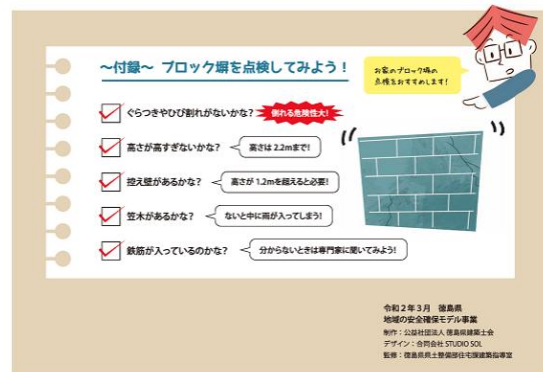 ～付録～ ブロック塀を点検してみよう！
お家のブロック塀の
点検をおすすめします！
ぐらつきやひび割れがないかな？ 倒れる危険性大！
高さが高すぎないかな？ 高さは 2.2mまで！
控え壁があるかな？ 高さが 1.2mを超えると必要！
笠木があるかな？ ないと中に雨が入ってしまう！
鉄筋が入っているのかな？ 分からないときは専門家に聞いてみよう！
令和２年３月　徳島県
地域の安全確保モデル事業
制作：公益社団法人 徳島県建築士会
デザイン：合同会社 STUDIO SOL
監修：徳島県県土整備部住宅課建築指導室